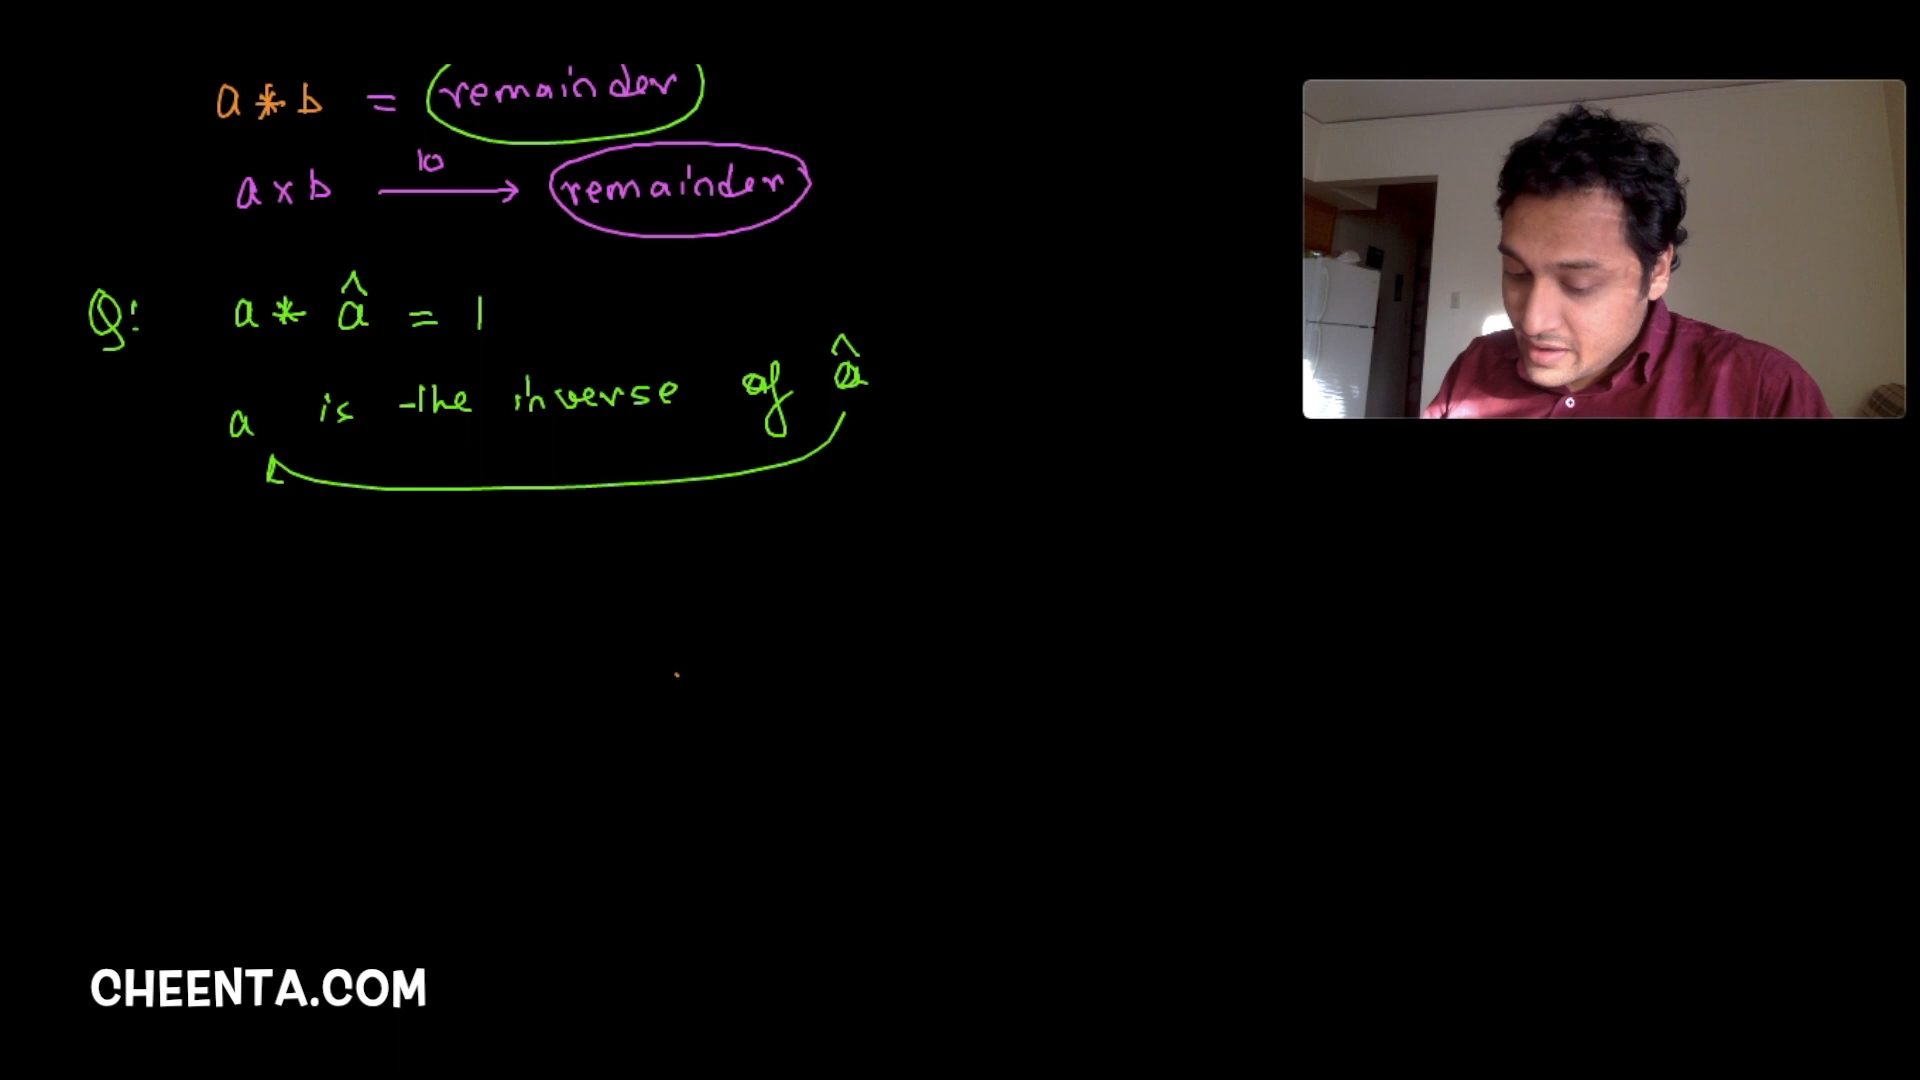 a * b = remainder
10
a x b → remainder
Q: a * â = 1
a is the inverse of â
CHEENTA.COM